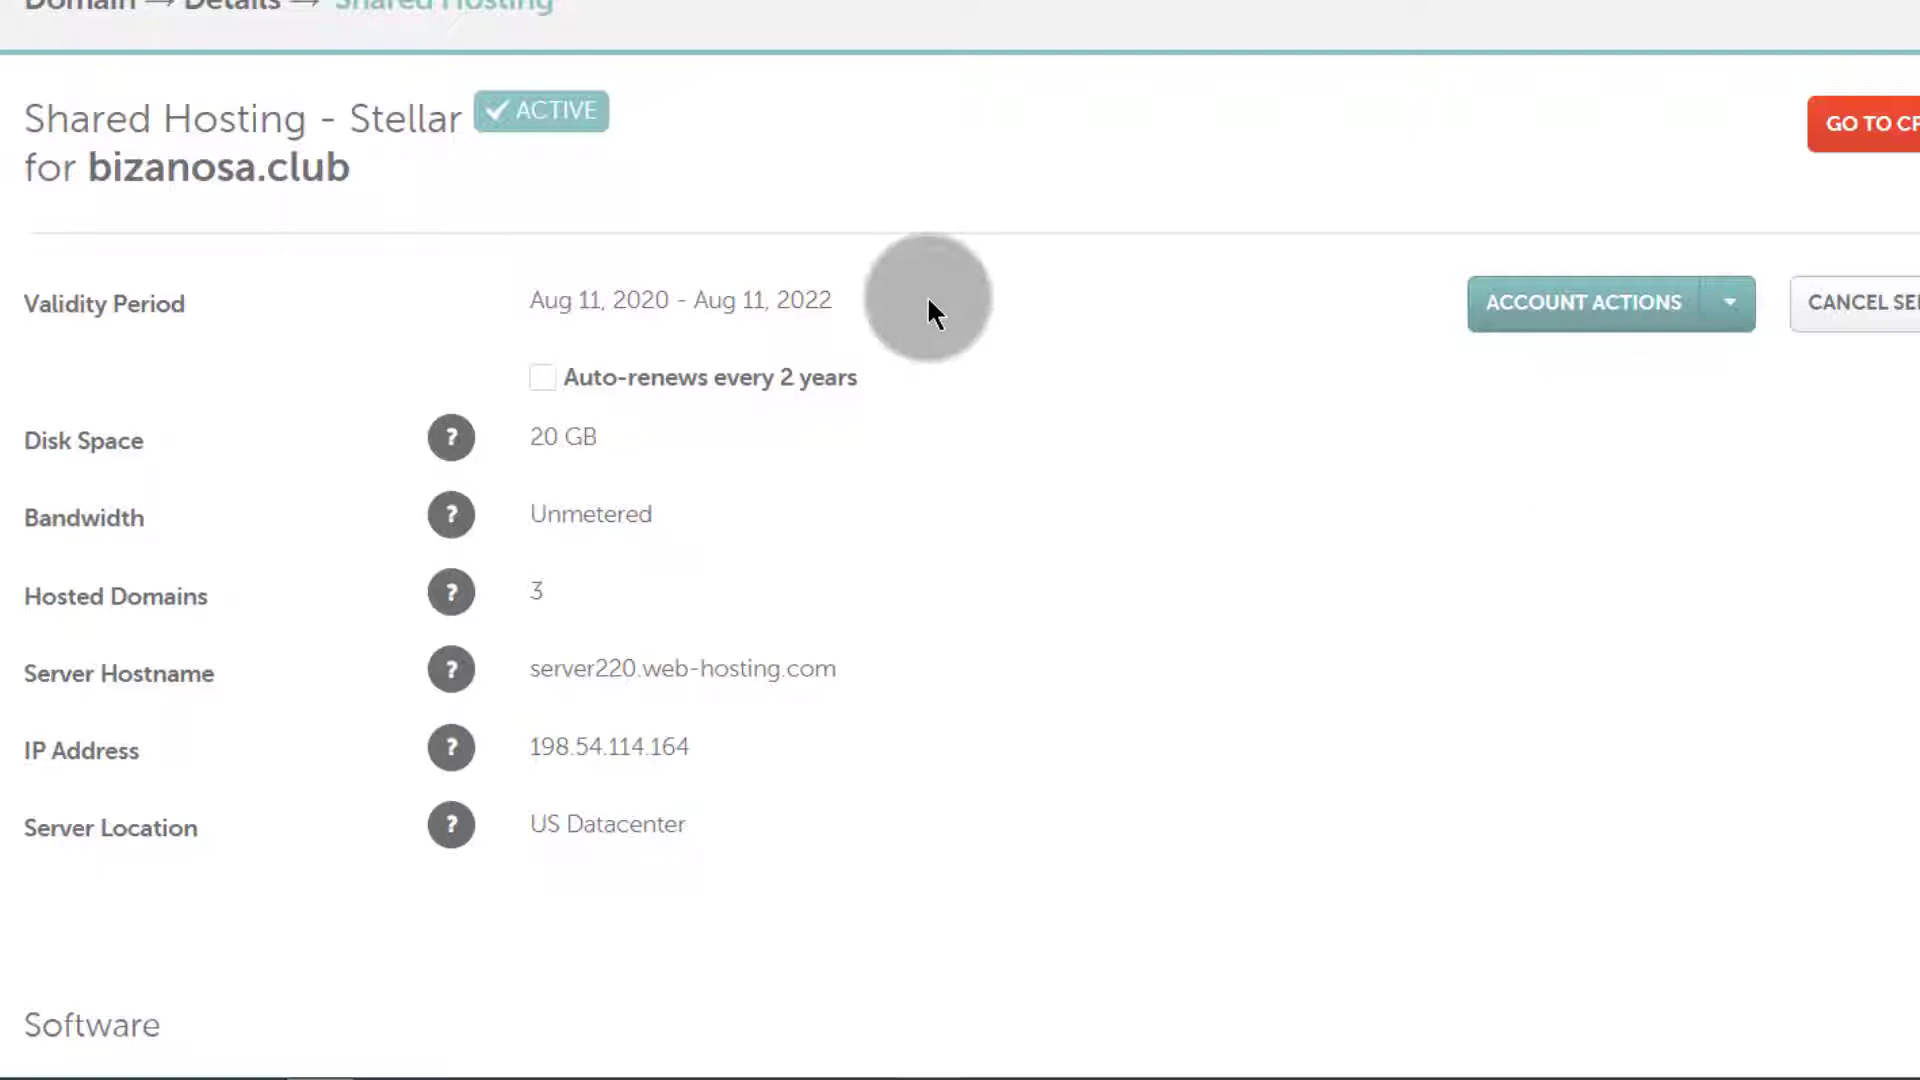 Domain → Details → Shared Hosting
Shared Hosting - Stellar ✓ ACTIVE
for bizanosa.club
GO TO CP
Validity Period
Aug 11, 2020 - Aug 11, 2022
ACCOUNT ACTIONS
CANCEL SE
Auto-renews every 2 years
Disk Space ? 20 GB
Bandwidth ? Unmetered
Hosted Domains ? 3
Server Hostname ? server220.web-hosting.com
IP Address ? 198.54.114.164
Server Location ? US Datacenter
Software